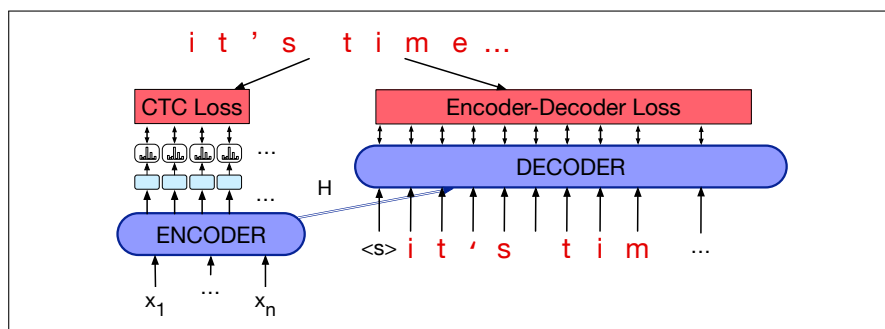 i t ' s t i m e ...
CTC Loss Encoder-Decoder Loss
...
DECODER
... H
ENCODER
<s> i t ' s t i m ...
x1 ... xn